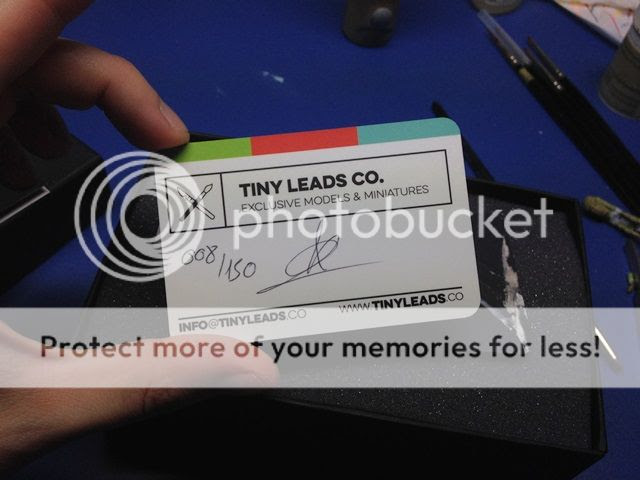 TINY LEADS CO.
EXCLUSIVE MODELS & MINIATURES
photobucket
008/150
INFO@TINYLEADS.CO
WWW.TINYLEADS.CO
Protect more of your memories for less!